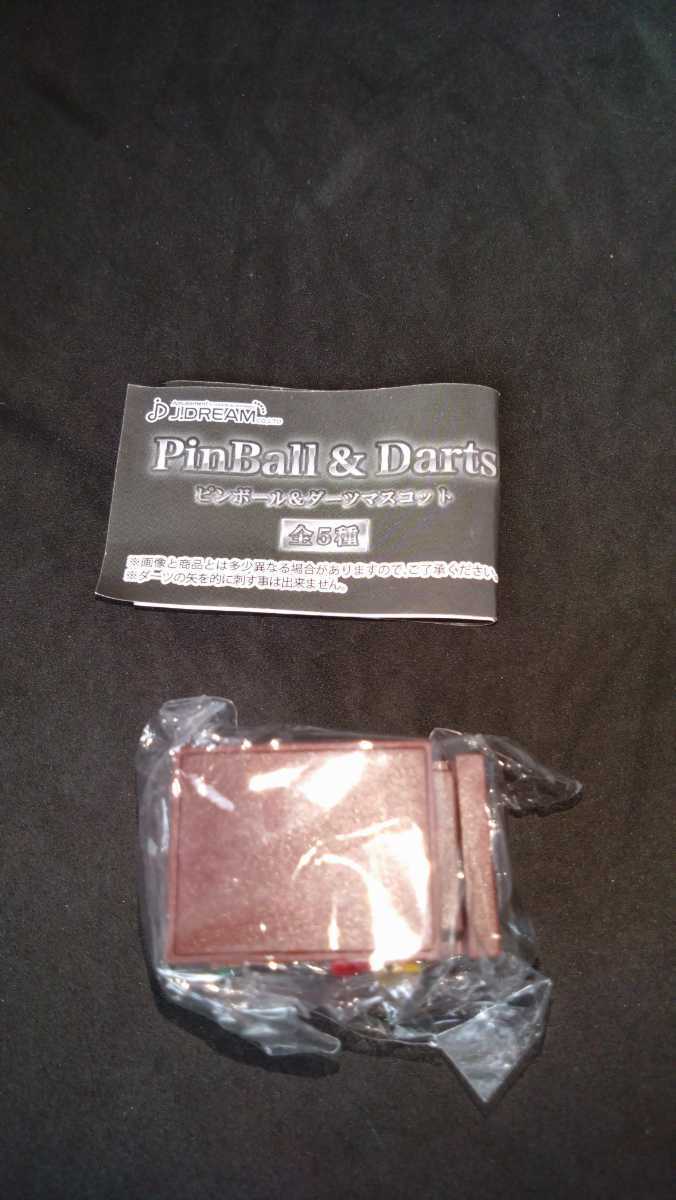 Amusement
J.DREAM CO.,LTD
PinBall & Darts
ピンボール&ダーツマスコット
全5種
※画像と商品とは多少異なる場合がありますので、ご了承ください。
※ダーツの矢を的に刺す事は出来ません。